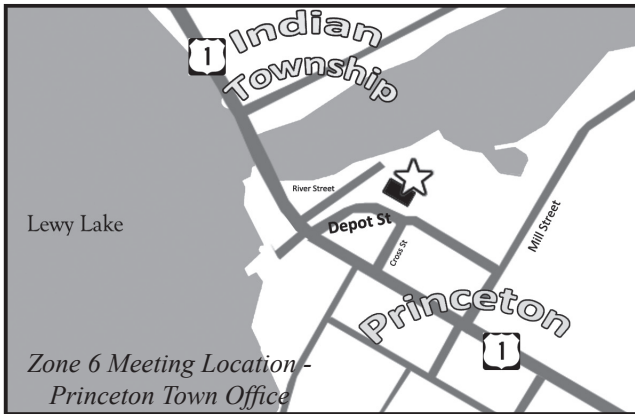 1
Indian
Township
River Street
Depot St
Cross St
Mill Street
Lewy Lake
Princeton
1
Zone 6 Meeting Location -
Princeton Town Office